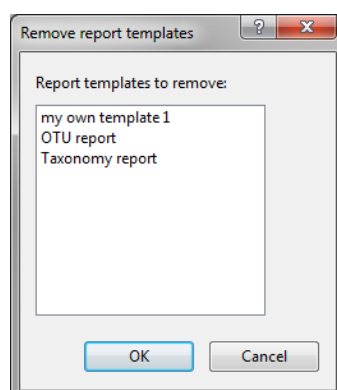 Remove report templates
?
Report templates to remove:
my own template 1
OTU report
Taxonomy report
OK
Cancel